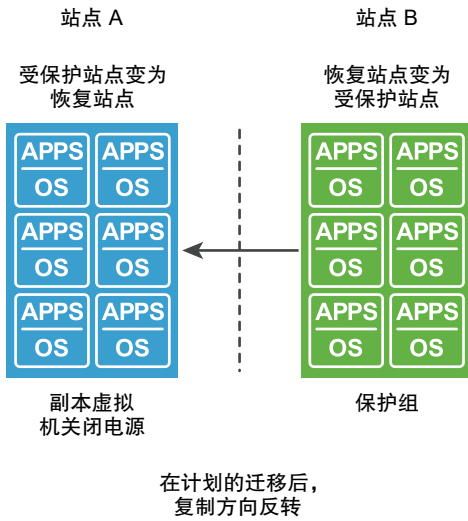 站点 A
站点 B
受保护站点变为
恢复站点
恢复站点变为
受保护站点
APPS APPS APPS APPS
OS OS OS OS
APPS APPS APPS APPS
OS OS OS OS
APPS APPS APPS APPS
OS OS OS OS
副本虚拟
机关闭电源
保护组
在计划的迁移后，
复制方向反转